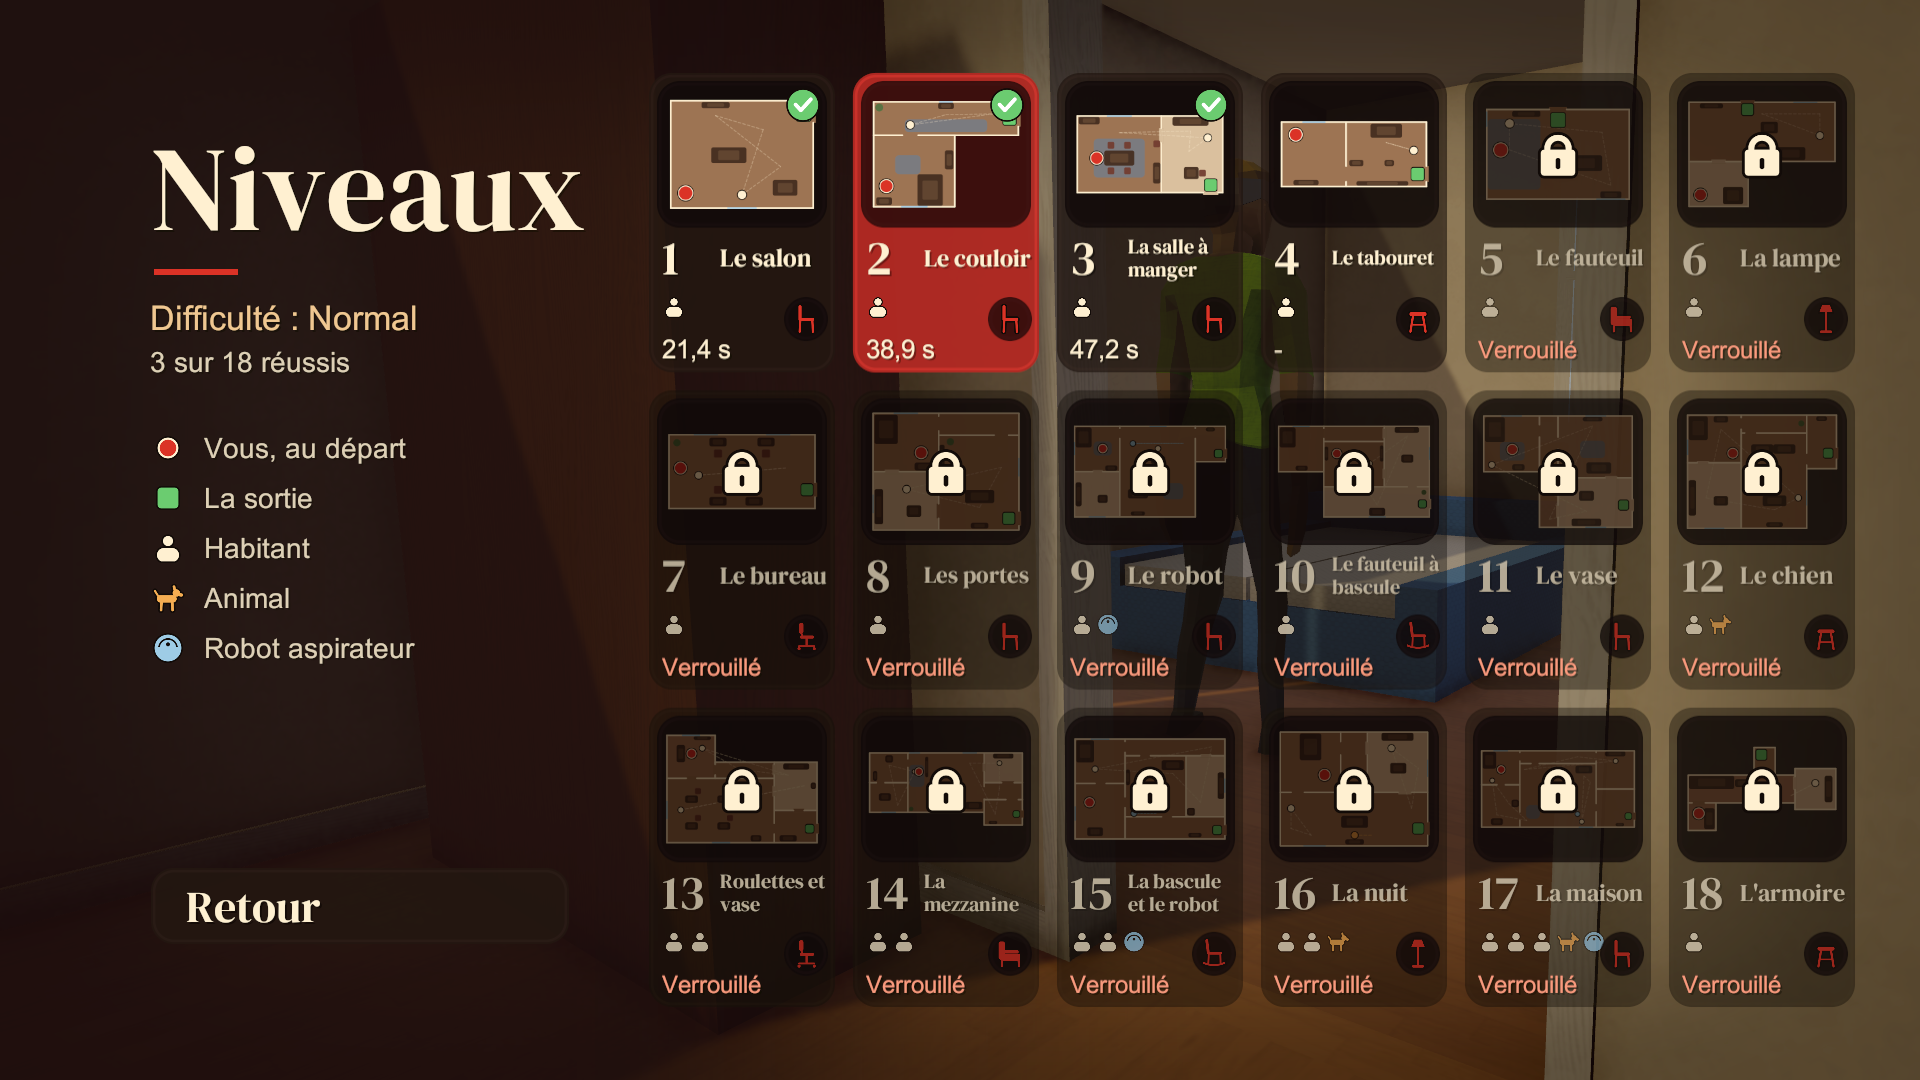 Niveaux
Difficulté : Normal
3 sur 18 réussis
Vous, au départ
La sortie
Habitant
Animal
Robot aspirateur
Retour
1 Le salon
21,4 s
2 Le couloir
38,9 s
3 La salle à
manger
47,2 s
4 Le tabouret
-
5 Le fauteuil
Verrouillé
6 La lampe
Verrouillé
7 Le bureau
Verrouillé
8 Les portes
Verrouillé
9 Le robot
Verrouillé
10 Le fauteuil à
bascule
Verrouillé
11 Le vase
Verrouillé
12 Le chien
Verrouillé
13 Roulettes et
vase
Verrouillé
14 La
mezzanine
Verrouillé
15 La bascule
et le robot
Verrouillé
16 La nuit
Verrouillé
17 La maison
Verrouillé
18 L'armoire
Verrouillé